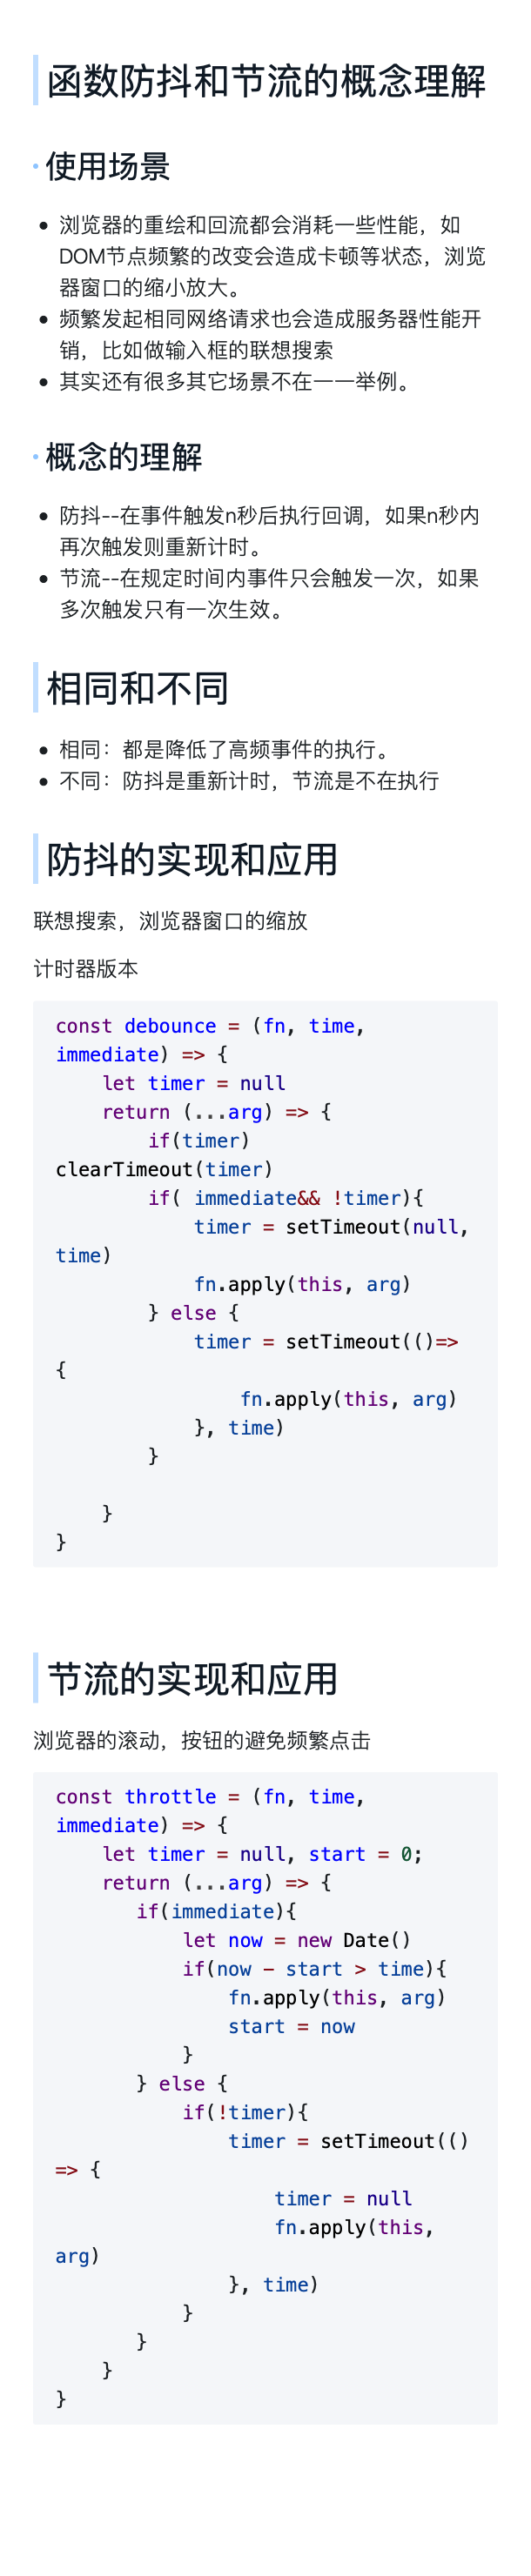 函数防抖和节流的概念理解
使用场景
浏览器的重绘和回流都会消耗一些性能，如
DOM节点频繁的改变会造成卡顿等状态，浏览
器窗口的缩小放大。
频繁发起相同网络请求也会造成服务器性能开
销，比如做输入框的联想搜索
其实还有很多其它场景不在一一举例。
概念的理解
防抖--在事件触发n秒后执行回调，如果n秒内
再次触发则重新计时。
节流--在规定时间内事件只会触发一次，如果
多次触发只有一次生效。
相同和不同
相同：都是降低了高频事件的执行。
不同：防抖是重新计时，节流是不在执行
防抖的实现和应用
联想搜索，浏览器窗口的缩放
计时器版本
const debounce = (fn, time,
immediate) => {
    let timer = null
    return (...arg) => {
        if(timer)
clearTimeout(timer)
        if( immediate&& !timer){
            timer = setTimeout(null,
time)
            fn.apply(this, arg)
        } else {
            timer = setTimeout(()=>
{
                fn.apply(this, arg)
            }, time)
        }
    }
}
节流的实现和应用
浏览器的滚动，按钮的避免频繁点击
const throttle = (fn, time,
immediate) => {
    let timer = null, start = 0;
    return (...arg) => {
       if(immediate){
           let now = new Date()
           if(now - start > time){
               fn.apply(this, arg)
               start = now
           }
       } else {
           if(!timer){
               timer = setTimeout(()
=> {
                   timer = null
                   fn.apply(this,
arg)
               }, time)
           }
       }
    }
}